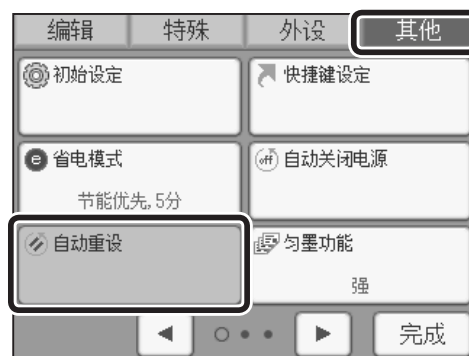 编辑 特殊 外设 其他
初始设定 快捷键设定
省电模式 自动关闭电源
节能优先,5分
自动重设 匀墨功能
强
完成